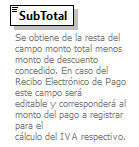 SubTotal
Se obtiene de la resta del
campo monto total menos
monto de descuento
concedido. En caso del
Recibo Electrónico de Pago
este campo será
editable y corresponderá al
monto del pago a registrar
para el
cálculo del IVA respectivo.